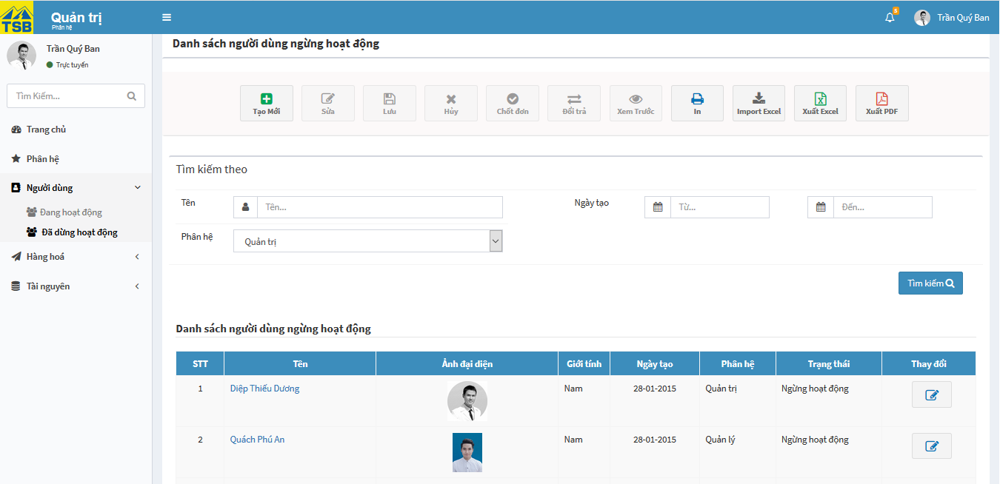 TSB
Quản trị
Phân hệ
5
Trần Quý Ban
Trần Quý Ban
Trực tuyến
Tìm Kiếm...
Trang chủ
Phân hệ
Người dùng
Đang hoạt động
Đã dừng hoạt động
Hàng hoá
Tài nguyên
Danh sách người dùng ngừng hoạt động
Tạo Mới
Sửa
Lưu
Hủy
Chốt đơn
Đổi trả
Xem Trước
In
Import Excel
Xuất Excel
Xuất PDF
Tìm kiếm theo
Tên
Tên...
Ngày tạo
Từ...
Đến...
Phân hệ
Quản trị
Tìm kiếm
Danh sách người dùng ngừng hoạt động
STT Tên Ảnh đại diện Giới tính Ngày tạo Phân hệ Trạng thái Thay đổi
1 Diệp Thiếu Dương Nam 28-01-2015 Quản trị Ngừng hoạt động
2 Quách Phú An Nam 28-01-2015 Quản lý Ngừng hoạt động